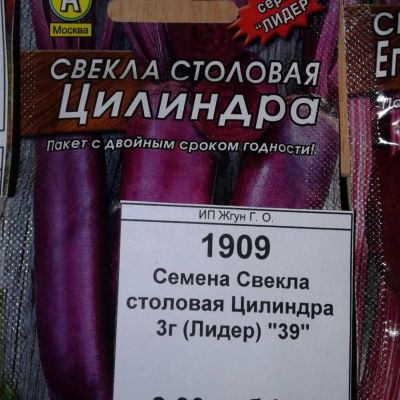 А
Москва
сер
"ЛИДЕР"
СВЕКЛА СТОЛОВАЯ
Цилиндра
Пакет с двойным сроком годности!
ИП Жгун Г. О.
1909
Семена Свекла
столовая Цилиндра
3г (Лидер) "39"